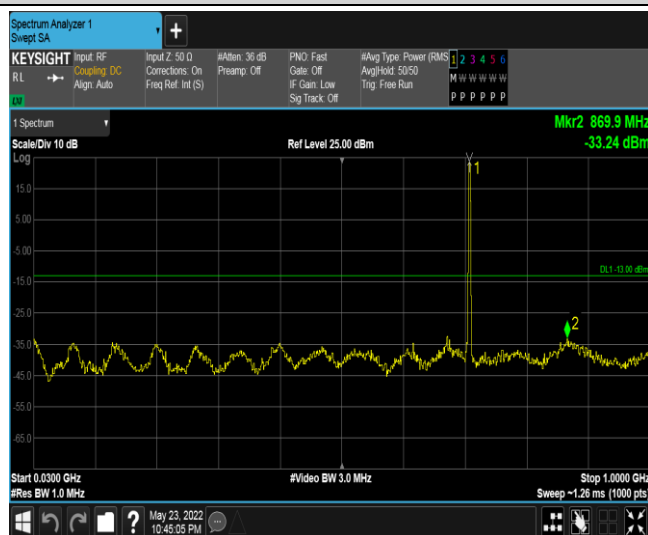 Spectrum Analyzer 1
Swept SA
KEYSIGHT Input: RF Input Z: 50 Ω #Atten: 36 dB PNO: Fast #Avg Type: Power (RMS 1 2 3 4 5 6
RL Coupling: DC Corrections: On Preamp: Off Gate: Off Avg|Hold: 50/50 M W W W W W
Align: Auto Freq Ref: Int (S) IF Gain: Low Trig: Free Run
Sig Track: Off P P P P P P
1 Spectrum Mkr2 869.9 MHz
Scale/Div 10 dB Ref Level 25.00 dBm -33.24 dBm
Log
1
15.0
5.00
-5.00
DL1 -13.00 dBm
-15.0
-25.0
2
-35.0
-45.0
-55.0
-65.0
Start 0.0300 GHz #Video BW 3.0 MHz Stop 1.0000 GHz
#Res BW 1.0 MHz Sweep ~1.26 ms (1000 pts)
? May 23, 2022
10:45:05 PM